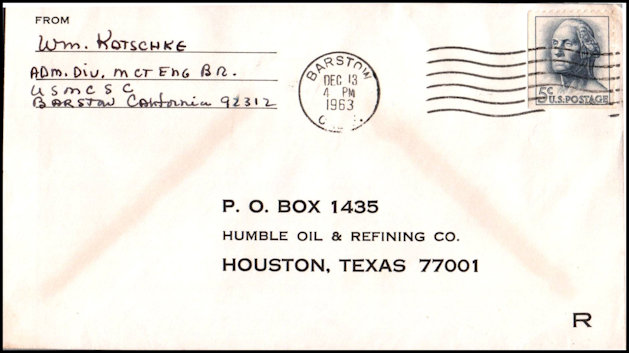 FROM
Wm. KOTSCHKE
ADM. DIV. MCT ENG BR.
USMCSC
BARSTOW California 92312
BARSTOW
DEC 13
4 PM
1963
5c U.S. POSTAGE
P. O. BOX 1435
HUMBLE OIL & REFINING CO.
HOUSTON, TEXAS 77001
R